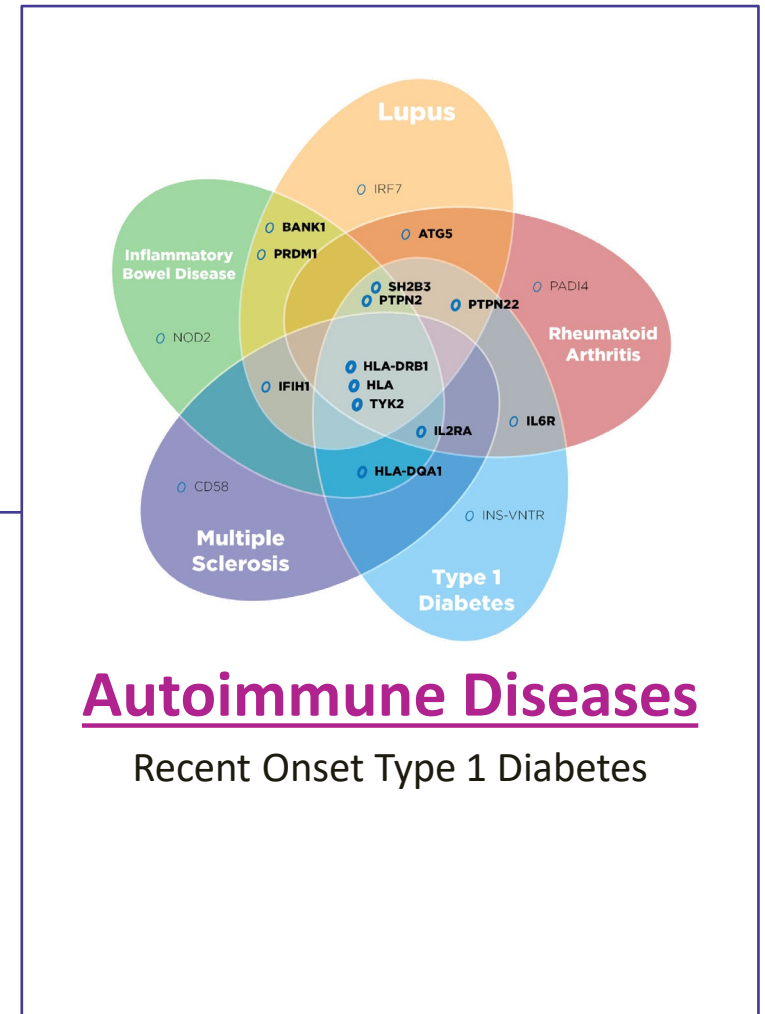 Lupus
IRF7
BANK1
ATG5
PRDM1
Inflammatory
Bowel Disease
SH2B3
PTPN2
PADI4
PTPN22
NOD2
Rheumatoid
Arthritis
HLA-DRB1
HLA
IFIH1
TYK2
IL6R
IL2RA
HLA-DQA1
CD58
INS-VNTR
Multiple
Sclerosis
Type 1
Diabetes
Autoimmune Diseases
Recent Onset Type 1 Diabetes